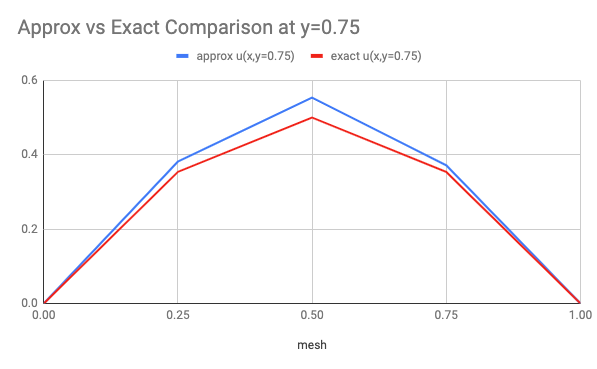 Approx vs Exact Comparison at y=0.75
approx u(x,y=0.75) exact u(x,y=0.75)
0.6
0.4
0.2
0.0
0.00 0.25 0.50 0.75 1.00
mesh